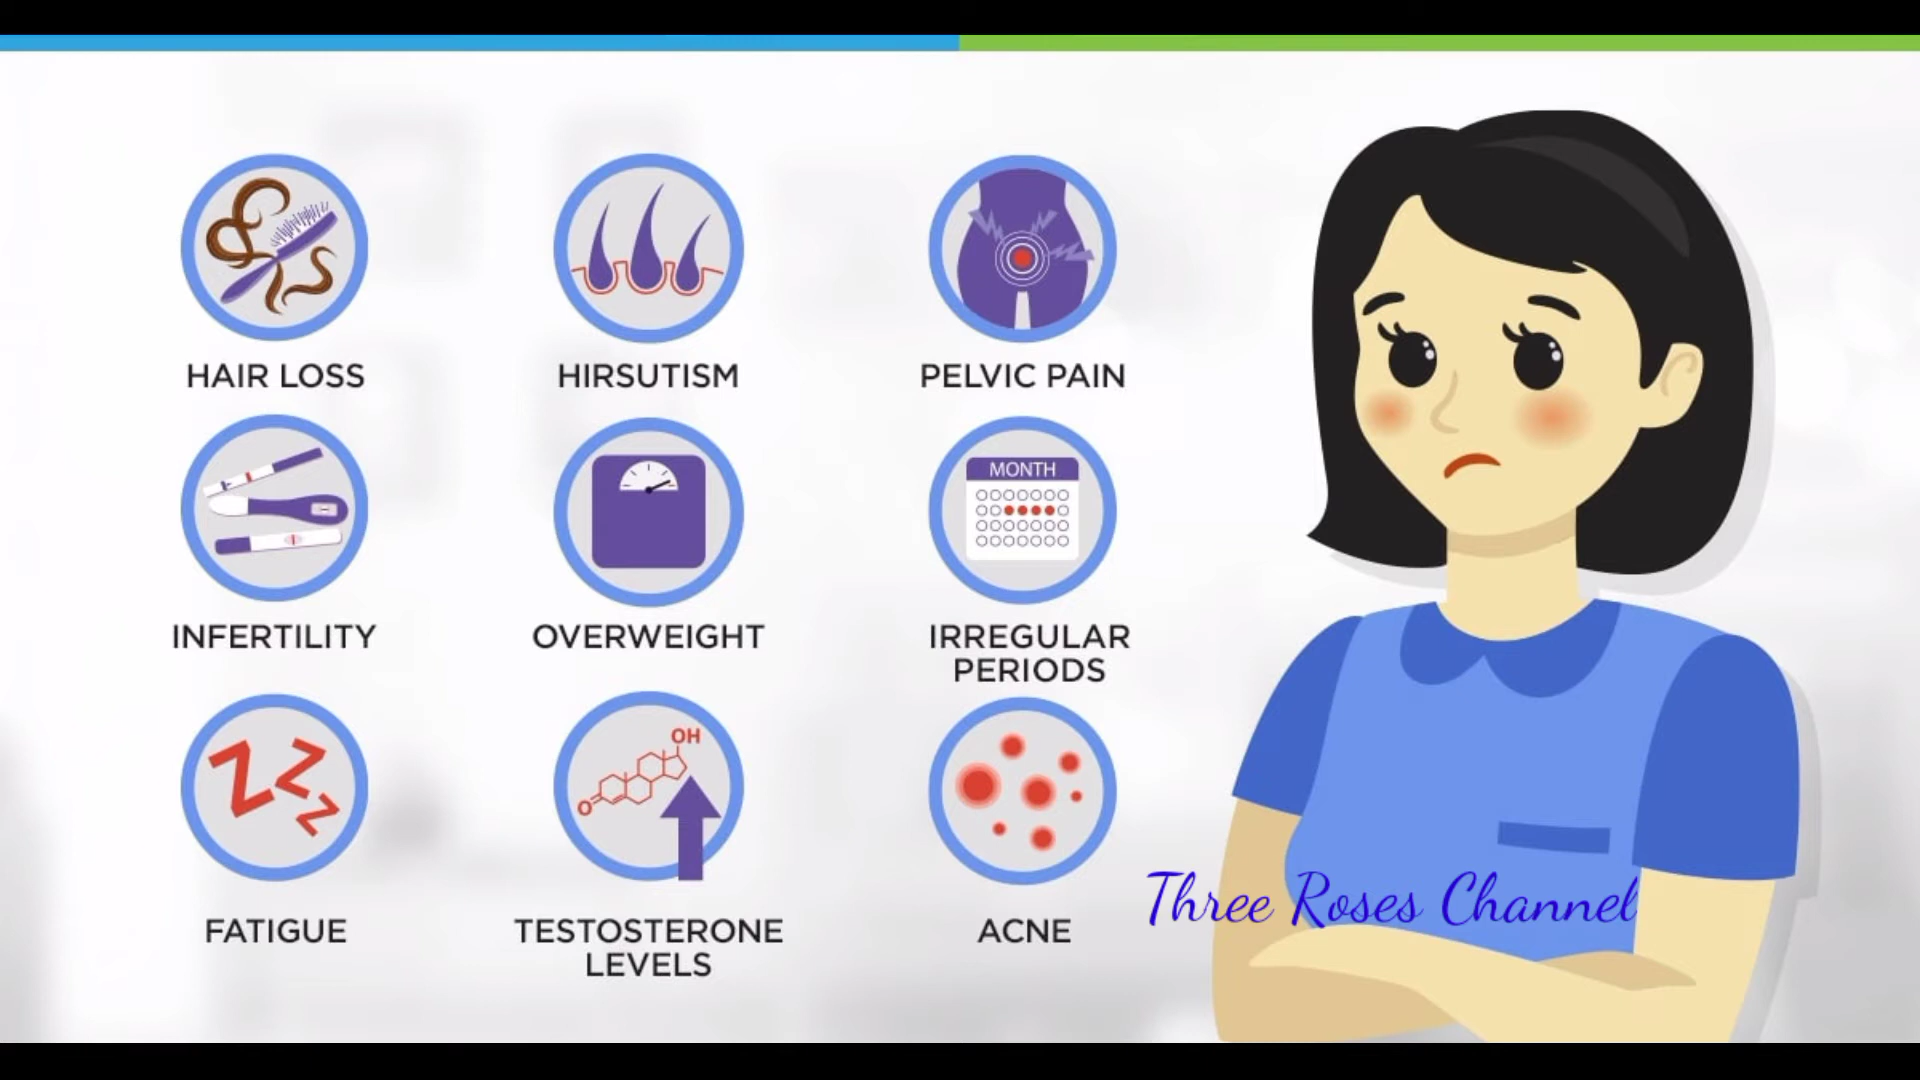 HAIR LOSS
HIRSUTISM
PELVIC PAIN
MONTH
INFERTILITY
OVERWEIGHT
IRREGULAR
PERIODS
OH
O
FATIGUE
TESTOSTERONE
LEVELS
ACNE
Three Roses Channel